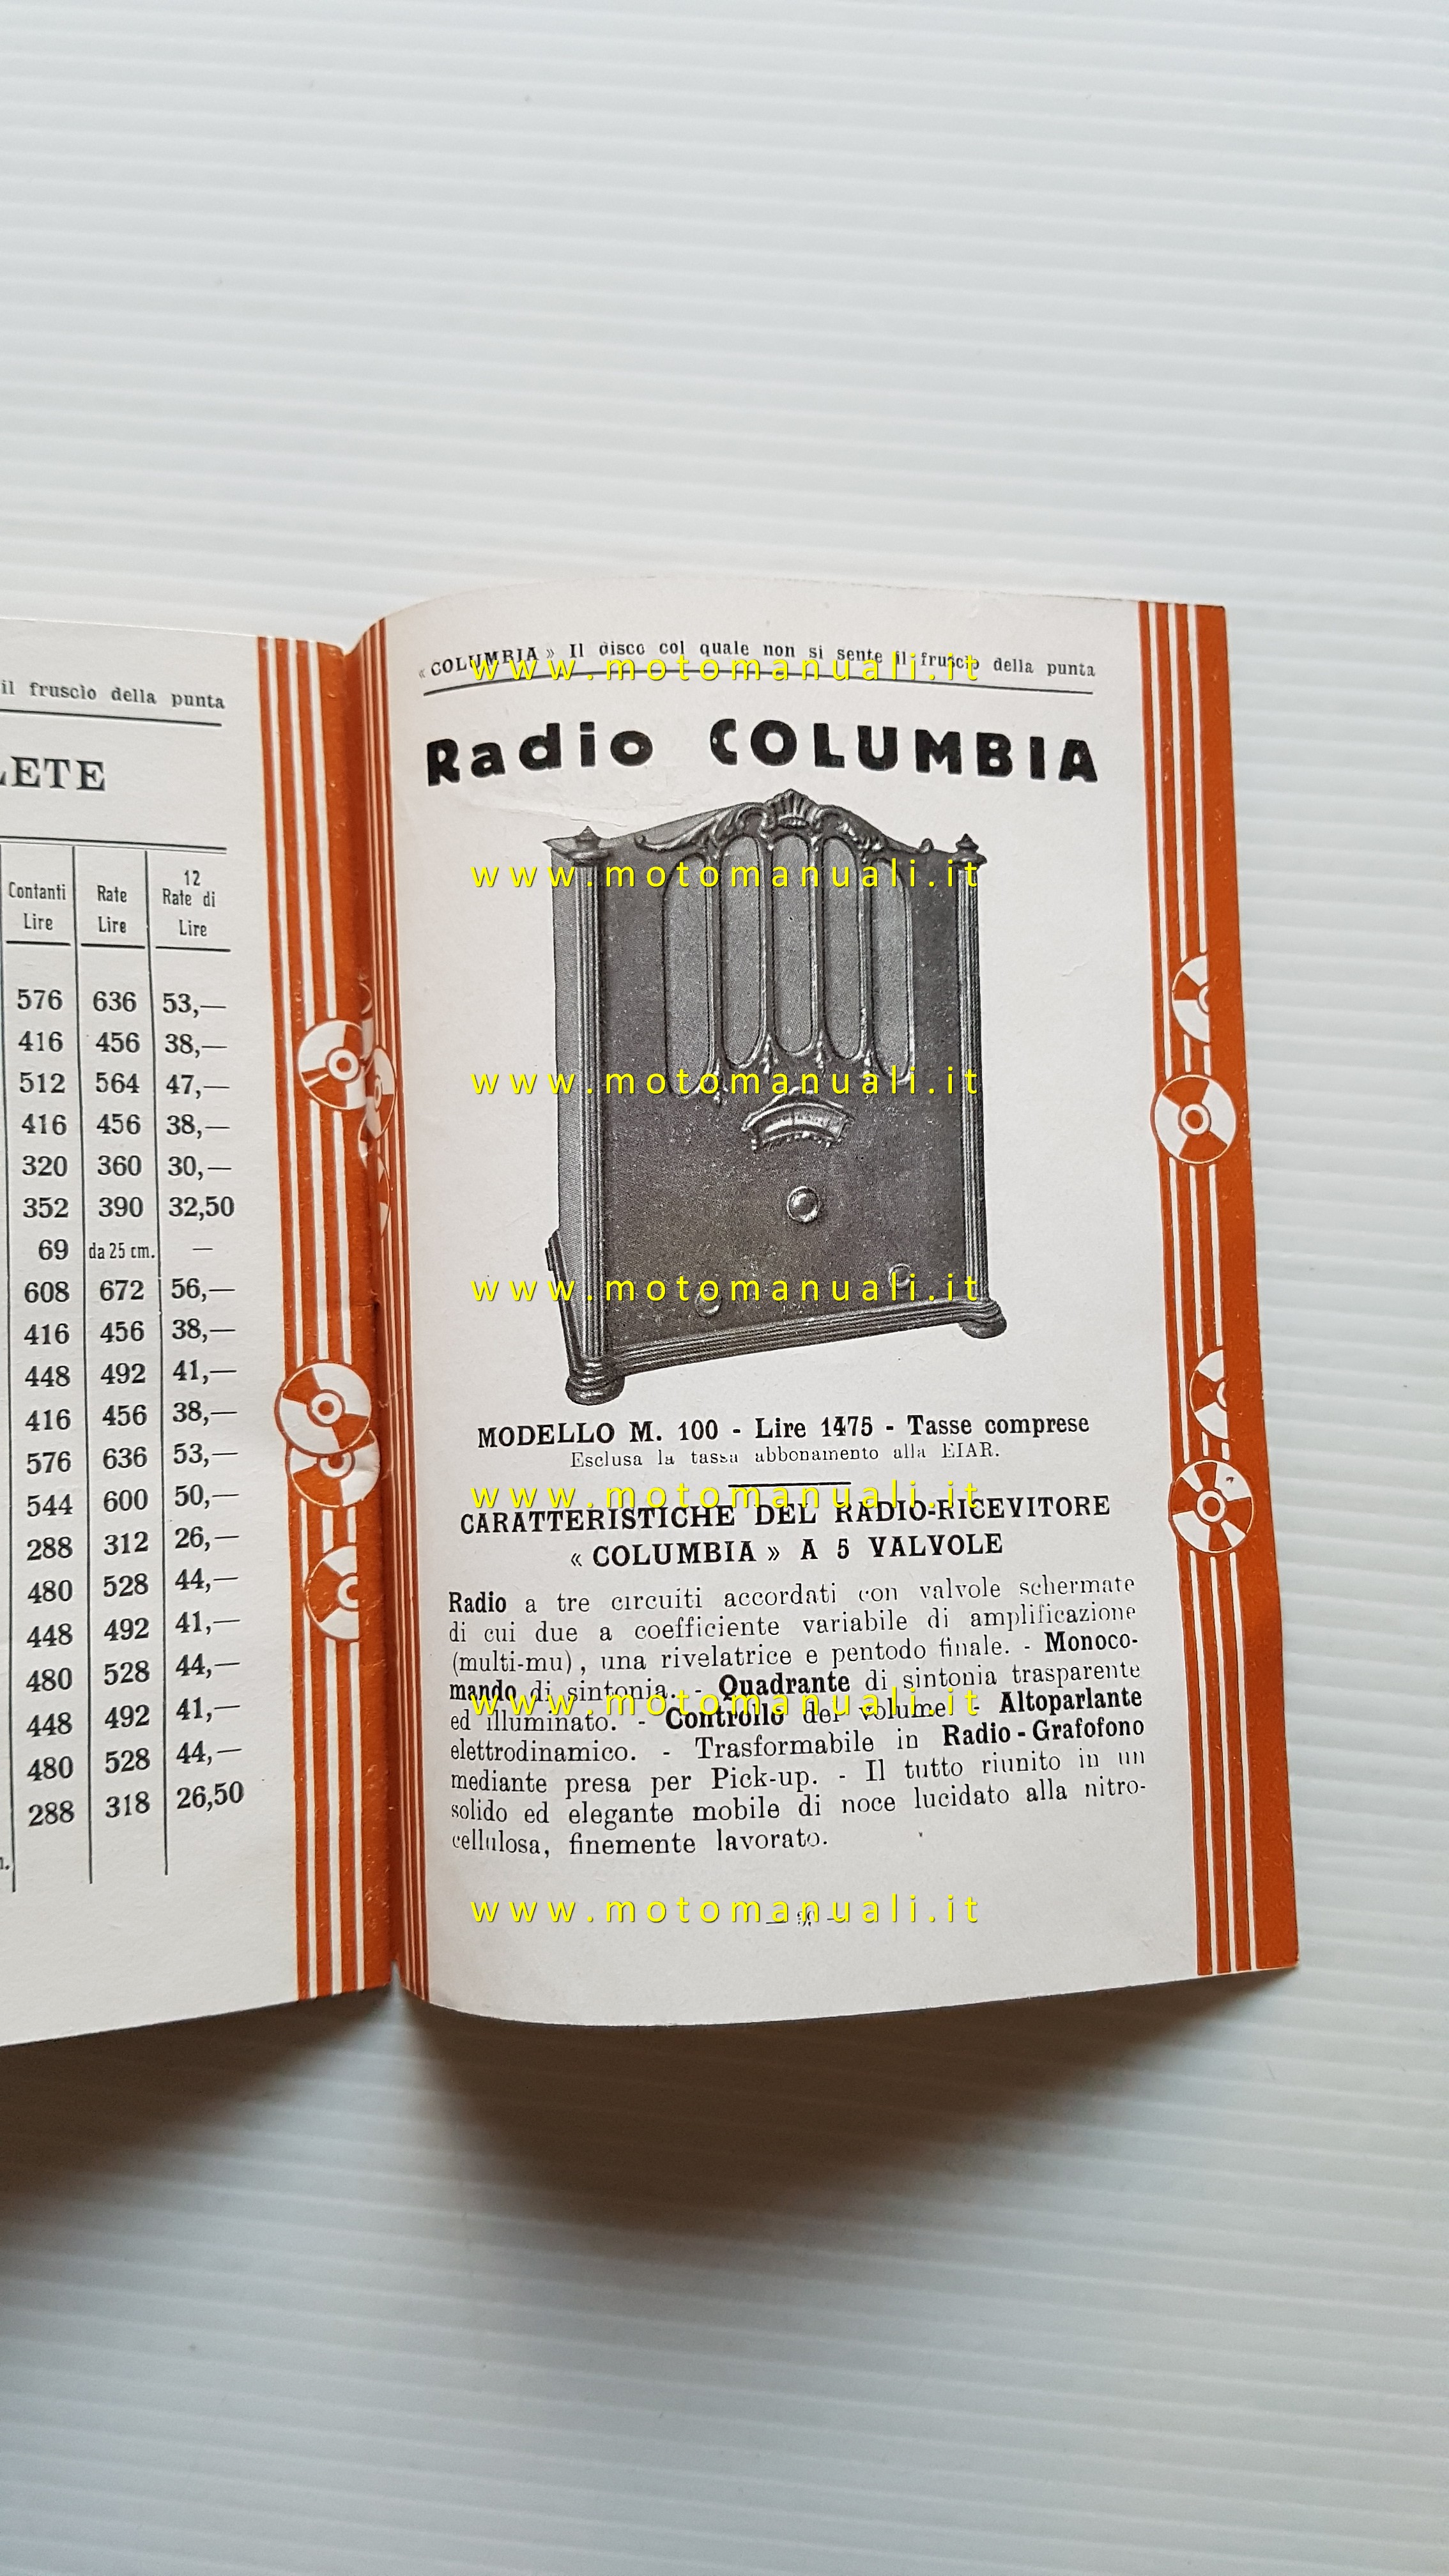 il fruscìo della punta
LETE
Contanti Lire Rate Lire 12 Rate di Lire
576 636 53,—
416 456 38,—
512 564 47,—
416 456 38,—
320 360 30,—
352 390 32,50
69 da 25 cm. —
608 672 56,—
416 456 38,—
448 492 41,—
416 456 38,—
576 636 53,—
544 600 50,—
288 312 26,—
480 528 44,—
448 492 41,—
480 528 44,—
448 492 41,—
480 528 44,—
288 318 26,50
« COLUMBIA » Il disco col quale non si sente il fruscìo della punta
www.motomanuali.it
Radio COLUMBIA
www.motomanuali.it
www.motomanuali.it
www.motomanuali.it
MODELLO M. 100 - Lire 1475 - Tasse comprese
Esclusa la tassa abbonamento alla EIAR.
www.motomanuali.it
CARATTERISTICHE DEL RADIO-RICEVITORE
« COLUMBIA » A 5 VALVOLE
Radio a tre circuiti accordati con valvole schermate
di cui due a coefficiente variabile di amplificazione
(multi-mu), una rivelatrice e pentodo finale. - Monoco-
mando di sintonia. - Quadrante di sintonia trasparente
www.motomanuali.it
ed illuminato. - Controllo del volume. - Altoparlante
elettrodinamico. - Trasformabile in Radio-Grafofono
mediante presa per Pick-up. - Il tutto riunito in un
solido ed elegante mobile di noce lucidato alla nitro-
cellulosa, finemente lavorato.
www.motomanuali.it